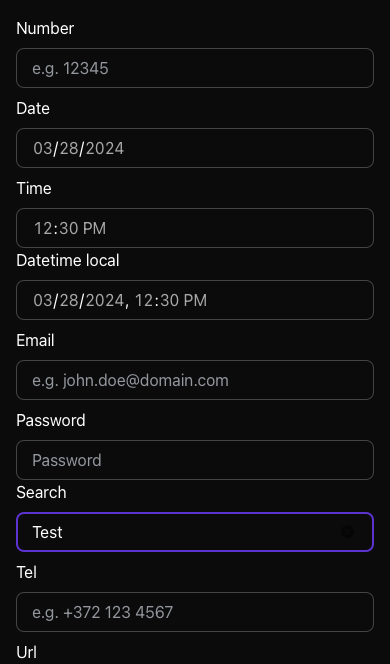 Number
e.g. 12345
Date
03/28/2024
Time
12:30 PM
Datetime local
03/28/2024, 12:30 PM
Email
e.g. john.doe@domain.com
Password
Password
Search
Test
Tel
e.g. +372 123 4567
Url